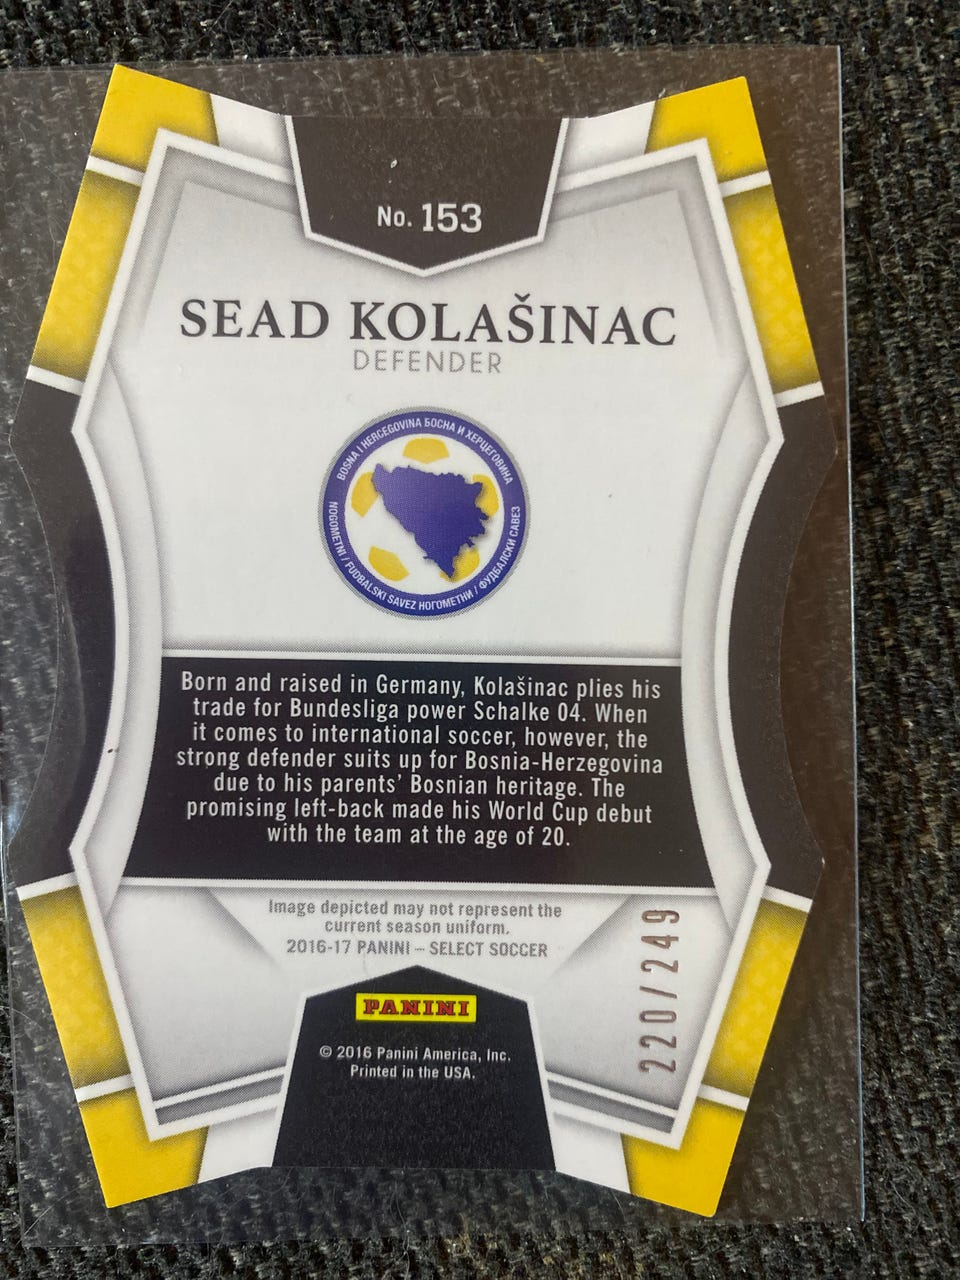 No. 153
SEAD KOLAŠINAC
DEFENDER
BOSNA I HERCEGOVINA БОСНА И ХЕРЦЕГОВИНА
NOGOMETNI / FUDBALSKI SAVEZ НОГОМЕТНИ / ФУДБАЛСКИ САВЕЗ
Born and raised in Germany, Kolašinac plies his
trade for Bundesliga power Schalke 04. When
it comes to international soccer, however, the
strong defender suits up for Bosnia-Herzegovina
due to his parents' Bosnian heritage. The
promising left-back made his World Cup debut
with the team at the age of 20.
Image depicted may not represent the
current season uniform.
2016-17 PANINI – SELECT SOCCER
220/249
PANINI
© 2016 Panini America, Inc.
Printed in the USA.